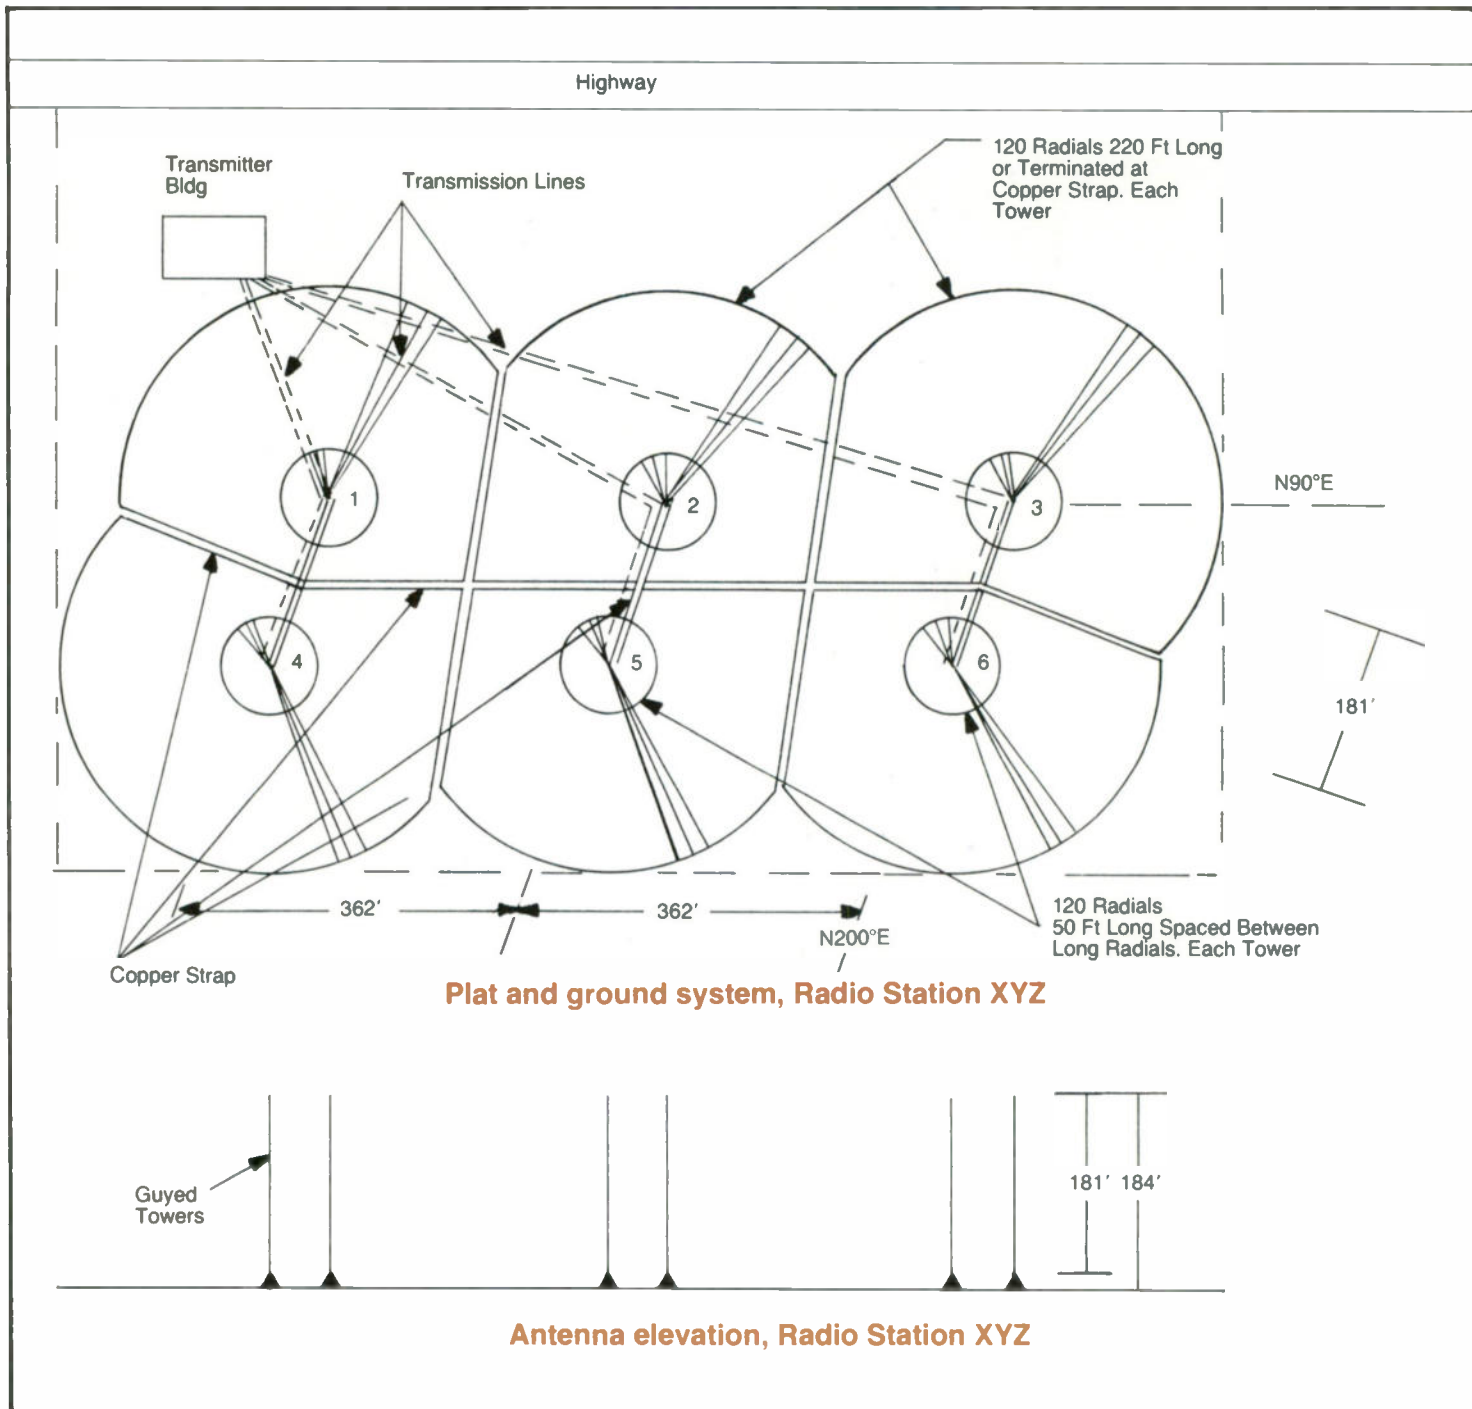 Highway
Transmitter
Bldg
Transmission Lines
120 Radials 220 Ft Long
or Terminated at
Copper Strap. Each
Tower
N90°E
1
2
3
4
5
6
181′
362′
362′
N200°E
120 Radials
50 Ft Long Spaced Between
Long Radials. Each Tower
Copper Strap
Plat and ground system, Radio Station XYZ
Guyed
Towers
181′ 184′
Antenna elevation, Radio Station XYZ